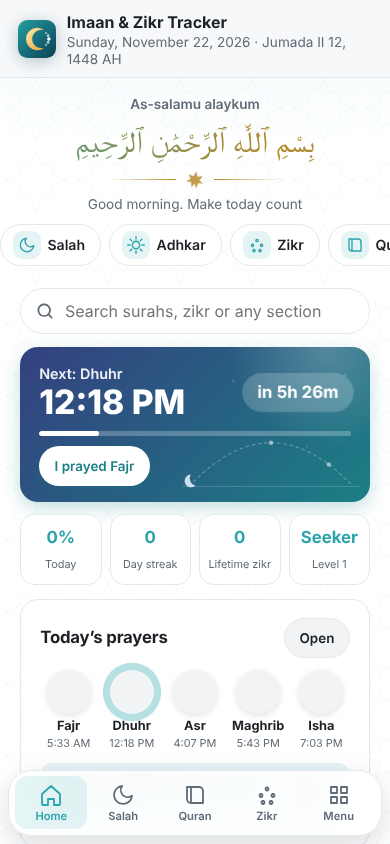 Imaan & Zikr Tracker
Sunday, November 22, 2026 · Jumada II 12,
1448 AH
As-salamu alaykum
بِسْمِ ٱللَّهِ ٱلرَّحْمَٰنِ ٱلرَّحِيمِ
Good morning. Make today count
Salah
Adhkar
Zikr
Qu
Search surahs, zikr or any section
Next: Dhuhr
12:18 PM
in 5h 26m
I prayed Fajr
0%
Today
0
Day streak
0
Lifetime zikr
Seeker
Level 1
Today’s prayers
Open
Fajr
5:33 AM
Dhuhr
12:18 PM
Asr
4:07 PM
Maghrib
5:43 PM
Isha
7:03 PM
Home
Salah
Quran
Zikr
Menu